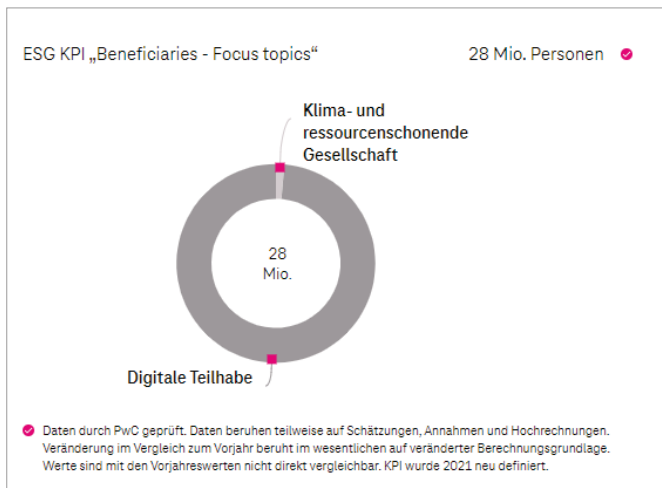 ESG KPI „Beneficiaries - Focus topics“ 28 Mio. Personen
Klima- und
ressourcenschonende
Gesellschaft
28
Mio.
Digitale Teilhabe
Daten durch PwC geprüft. Daten beruhen teilweise auf Schätzungen, Annahmen und Hochrechnungen.
Veränderung im Vergleich zum Vorjahr beruht im wesentlichen auf veränderter Berechnungsgrundlage.
Werte sind mit den Vorjahreswerten nicht direkt vergleichbar. KPI wurde 2021 neu definiert.